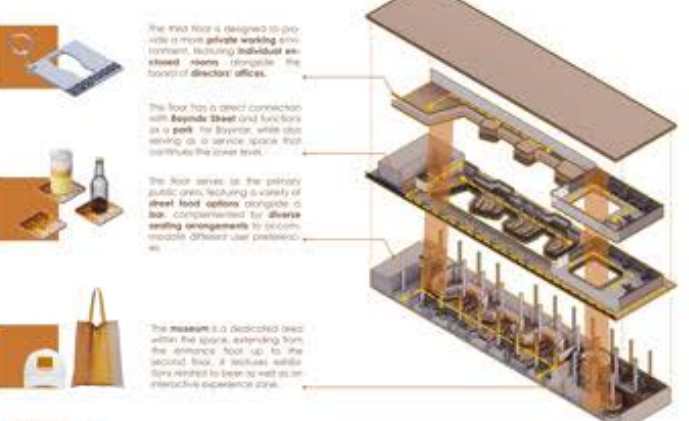 The third floor is designed to pro-
vide a more private working envi-
ronment, featuring individual en-
closed rooms alongside the
board of directors' offices.
This floor has a direct connection
with Street and functions
as a park for while also
serving as a service space that
continues the lower level.
This floor serves as the primary
public area, featuring a variety of
street food options alongside a
bar, complemented by diverse
seating arrangements to accom-
modate different user preferenc-
es.
The museum is a dedicated area
within the space, extending from
the entrance floor up to the
second floor. It features exhibi-
tions related to beer as well as an
interactive experience zone.